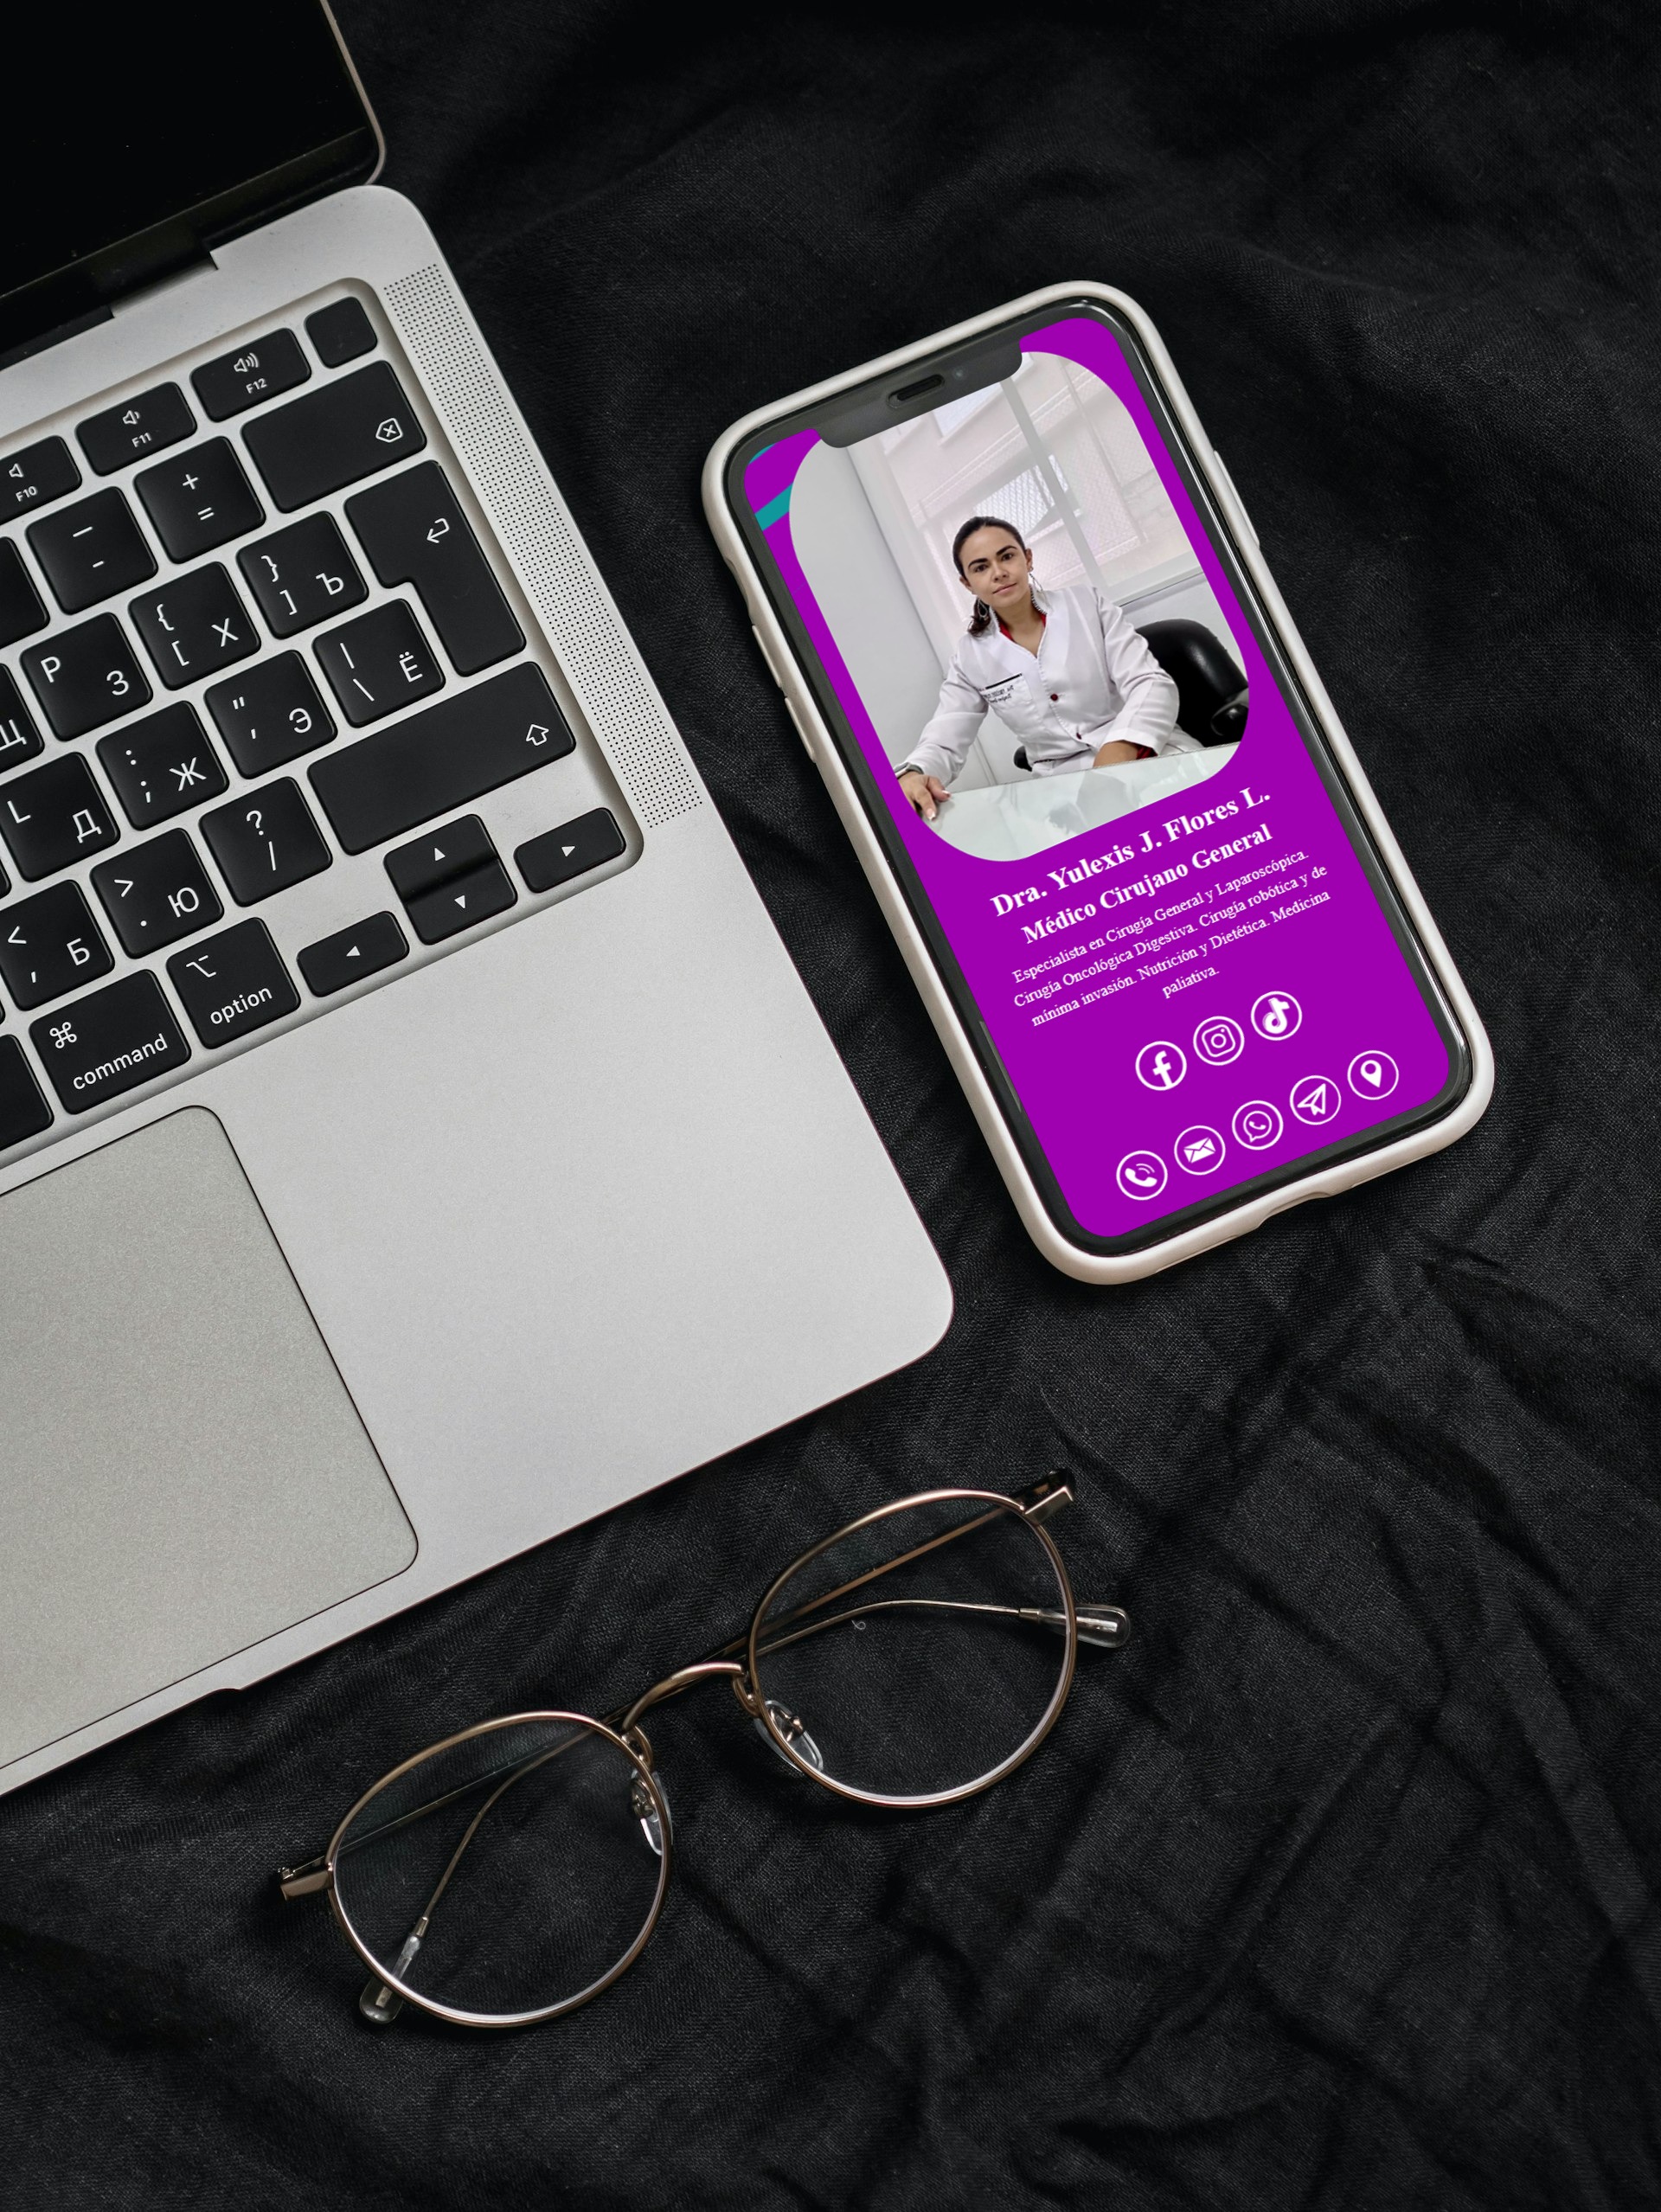 F10
F11
F12
— -
+ =
P З
{ [ Х
} ] Ъ
Щ
L Д
: ; Ж
" ' Э
| \ Ё
< , Б
> . Ю
? /
⌘ command
⌥ option
Dra. Yulexis J. Flores L.
Médico Cirujano General
Especialista en Cirugía General y Laparoscópica.
Cirugía Oncológica Digestiva. Cirugía robótica y de
mínima invasión. Nutrición y Dietética. Medicina
paliativa.